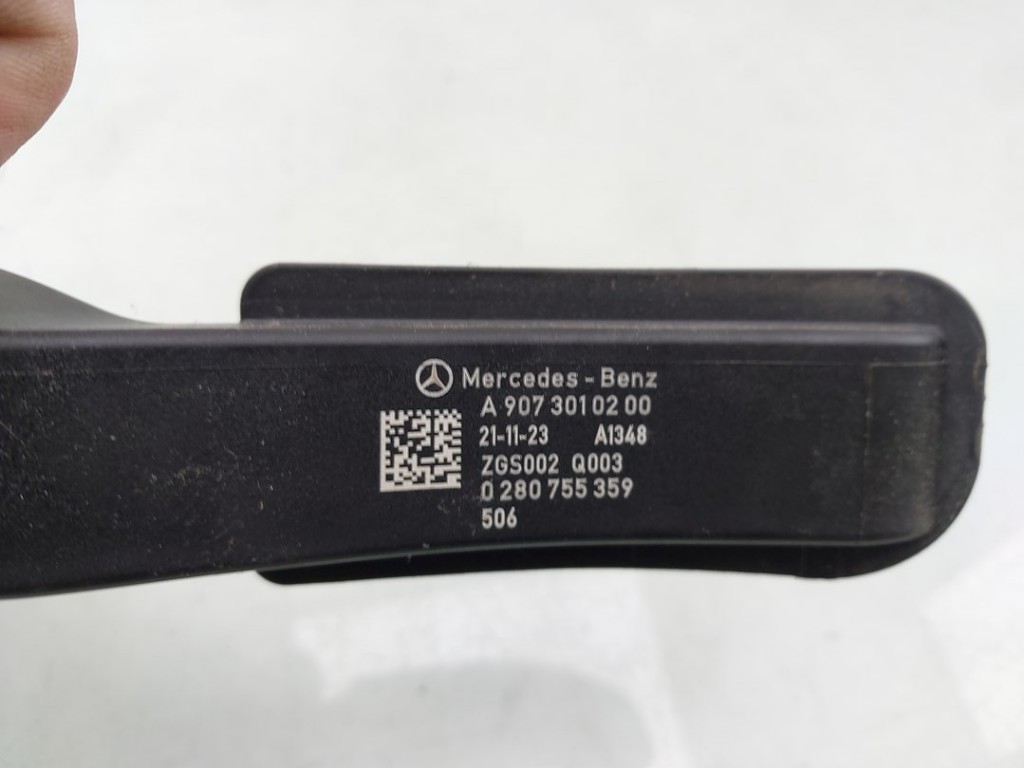 Mercedes-Benz
A 907 301 02 00
21-11-23 A1348
ZGS002 Q003
0 280 755 359
506